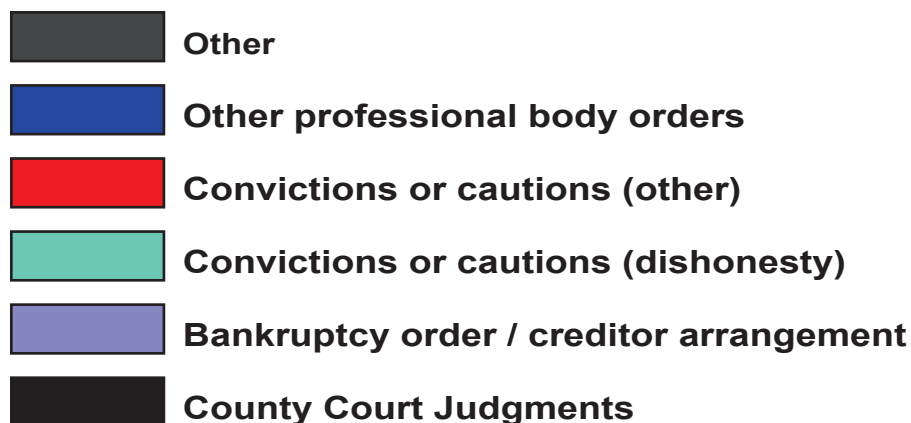 Other
Other professional body orders
Convictions or cautions (other)
Convictions or cautions (dishonesty)
Bankruptcy order / creditor arrangement
County Court Judgments